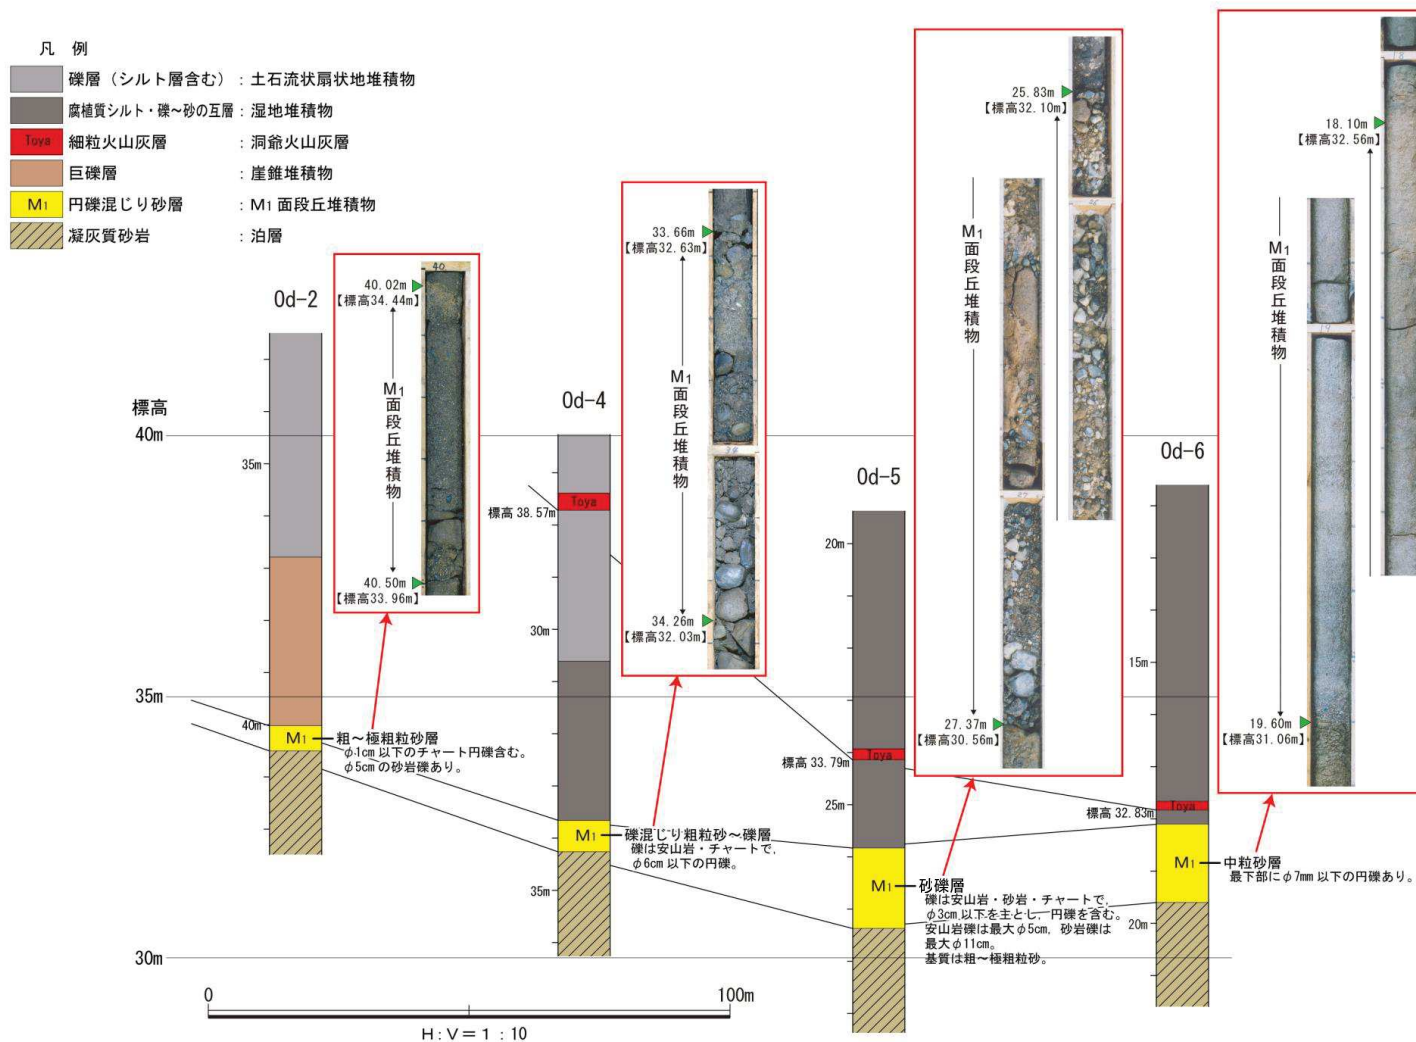 凡 例
礫層（シルト層含む）：土石流状扇状地堆積物
腐植質シルト・礫〜砂の互層：湿地堆積物
Toya 細粒火山灰層：洞爺火山灰層
巨礫層：崖錐堆積物
M1 円礫混じり砂層：M1面段丘堆積物
凝灰質砂岩：泊層
標高
40m
35m
30m
Od-2
35m
40m
M1
粗〜極粗粒砂層
φ1cm以下のチャート円礫含む。
φ5cmの砂岩礫あり。
40
40.02m
【標高34.44m】
M1面段丘堆積物
40.50m
【標高33.96m】
Od-4
Toya
標高38.57m
30m
M1
35m
礫混じり粗粒砂〜礫層
礫は安山岩・チャートで、
φ6cm以下の円礫。
33.66m
【標高32.63m】
M1面段丘堆積物
34.26m
【標高32.03m】
Od-5
20m
Toya
標高33.79m
25m
M1
砂礫層
礫は安山岩・砂岩・チャートで、
φ3cm以下を主とし，円礫を含む。
安山岩礫は最大φ5cm，砂岩礫は
最大φ11cm。
基質は粗〜極粗粒砂。
25.83m
【標高32.10m】
M1面段丘堆積物
27
27.37m
【標高30.56m】
Od-6
15m
Toya
標高32.83m
M1
20m
中粒砂層
最下部にφ7mm以下の円礫あり。
18
18.10m
【標高32.56m】
M1面段丘堆積物
19
19.60m
【標高31.06m】
0
100m
H:V＝1：10